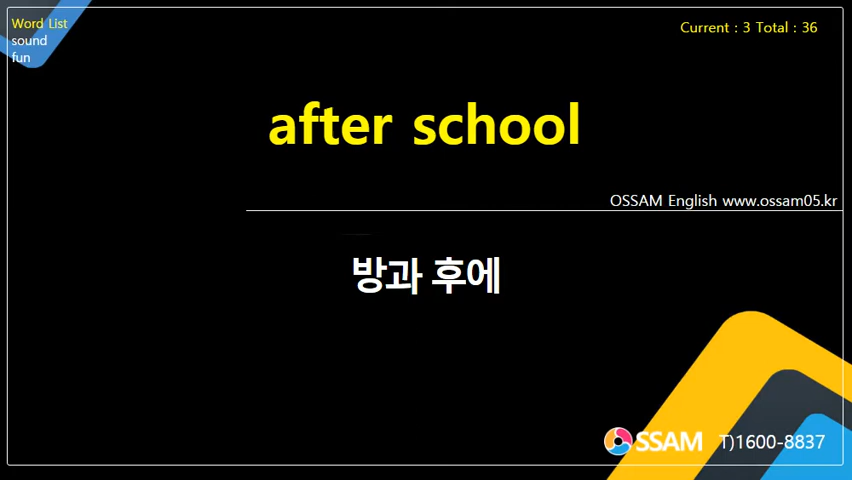 Word List
sound
fun
Current : 3 Total : 36
after school
OSSAM English www.ossam05.kr
방과 후에
OSSAM T)1600-8837